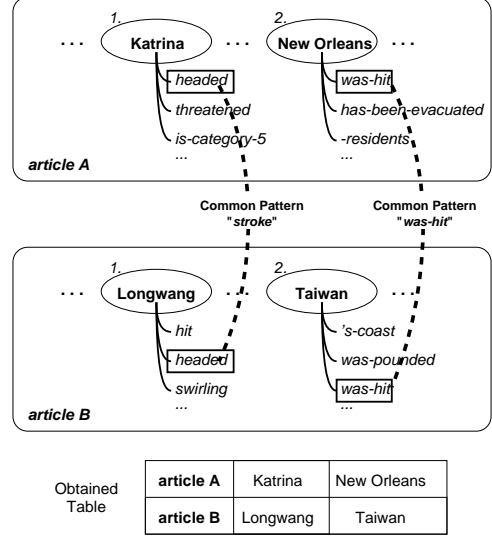 1.
2.
... Katrina ... New Orleans ...
headed
was-hit
threatened
has-been-evacuated
is-category-5
-residents
...
...
article A
Common Pattern
"stroke"
Common Pattern
"was-hit"
1.
2.
... Longwang ... Taiwan ...
hit
's-coast
headed
was-pounded
swirling
was-hit
...
...
article B
Obtained
Table
article A Katrina New Orleans
article B Longwang Taiwan